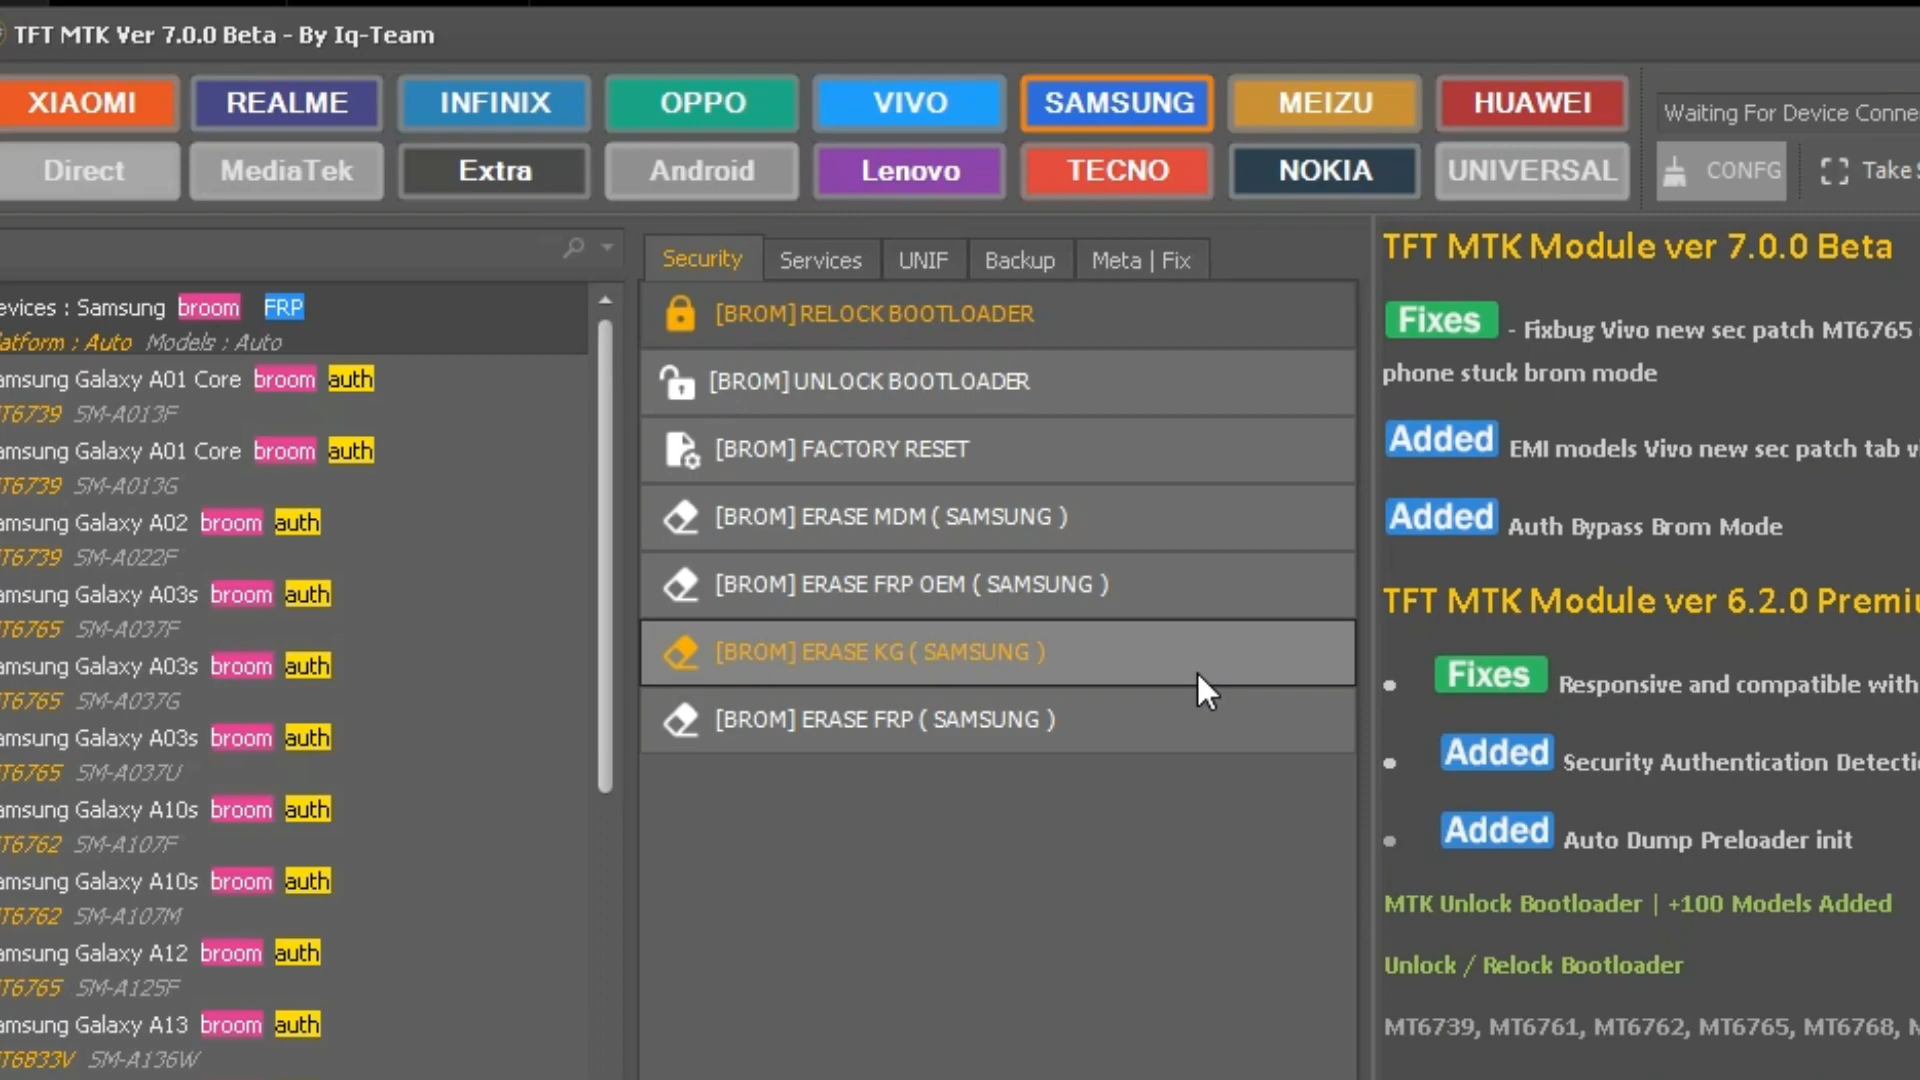 TFT MTK Ver 7.0.0 Beta - By Iq-Team
XIAOMI REALME INFINIX OPPO VIVO SAMSUNG MEIZU HUAWEI
Waiting For Device Conne
Direct MediaTek Extra Android Lenovo TECNO NOKIA UNIVERSAL
CONFG Take
Security Services UNIF Backup Meta | Fix
evices : Samsung broom FRP
atform : Auto Models : Auto
amsung Galaxy A01 Core broom auth
T6739 SM-A013F
amsung Galaxy A01 Core broom auth
T6739 SM-A013G
amsung Galaxy A02 broom auth
T6739 SM-A022F
amsung Galaxy A03s broom auth
T6765 SM-A037F
amsung Galaxy A03s broom auth
T6765 SM-A037G
amsung Galaxy A03s broom auth
T6765 SM-A037U
amsung Galaxy A10s broom auth
T6762 SM-A107F
amsung Galaxy A10s broom auth
T6762 SM-A107M
amsung Galaxy A12 broom auth
T6765 SM-A125F
amsung Galaxy A13 broom auth
T6833V SM-A136W
[BROM] RELOCK BOOTLOADER
[BROM] UNLOCK BOOTLOADER
[BROM] FACTORY RESET
[BROM] ERASE MDM ( SAMSUNG )
[BROM] ERASE FRP OEM ( SAMSUNG )
[BROM] ERASE KG ( SAMSUNG )
[BROM] ERASE FRP ( SAMSUNG )
TFT MTK Module ver 7.0.0 Beta
Fixes - Fixbug Vivo new sec patch MT6765
phone stuck brom mode
Added EMI models Vivo new sec patch tab v
Added Auth Bypass Brom Mode
TFT MTK Module ver 6.2.0 Premiu
• Fixes Responsive and compatible with
• Added Security Authentication Detecti
• Added Auto Dump Preloader init
MTK Unlock Bootloader | +100 Models Added
Unlock / Relock Bootloader
MT6739, MT6761, MT6762, MT6765, MT6768,